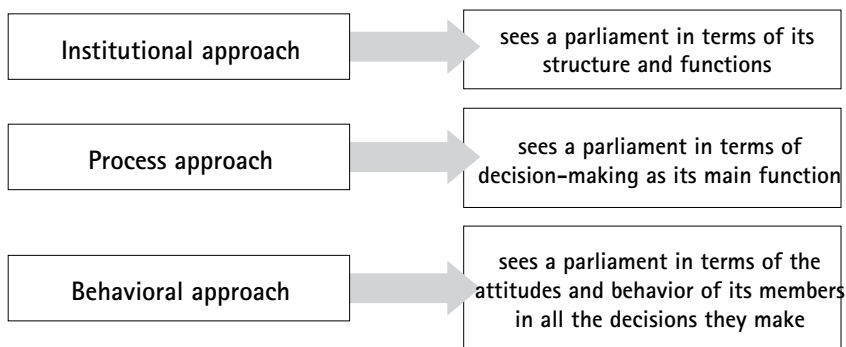 Institutional approach
sees a parliament in terms of its
structure and functions
Process approach
sees a parliament in terms of
decision-making as its main function
Behavioral approach
sees a parliament in terms of the
attitudes and behavior of its members
in all the decisions they make